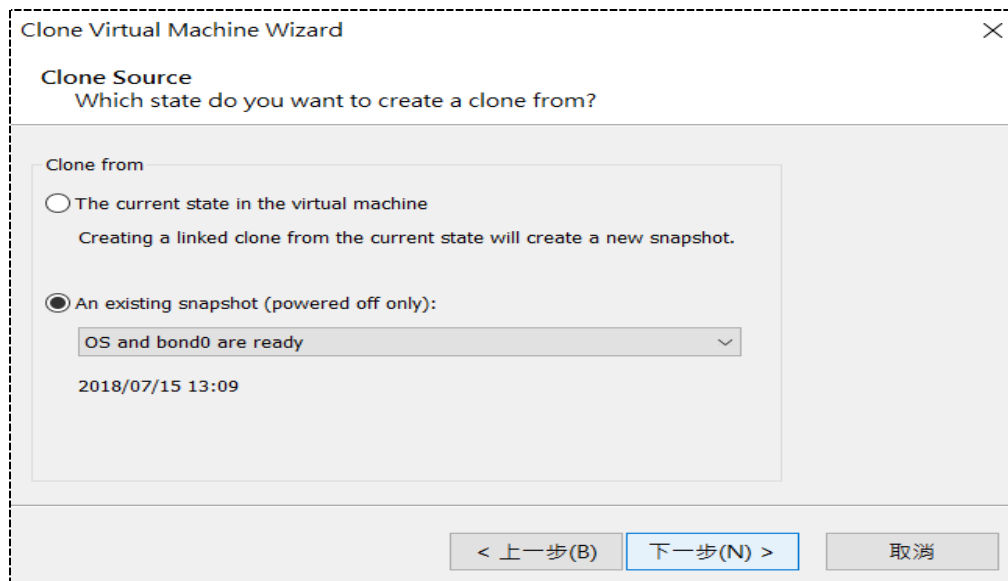 Clone Virtual Machine Wizard
Clone Source
Which state do you want to create a clone from?
Clone from
The current state in the virtual machine
Creating a linked clone from the current state will create a new snapshot.
An existing snapshot (powered off only):
OS and bond0 are ready
2018/07/15 13:09
< 上一步(B) 下一步(N) > 取消